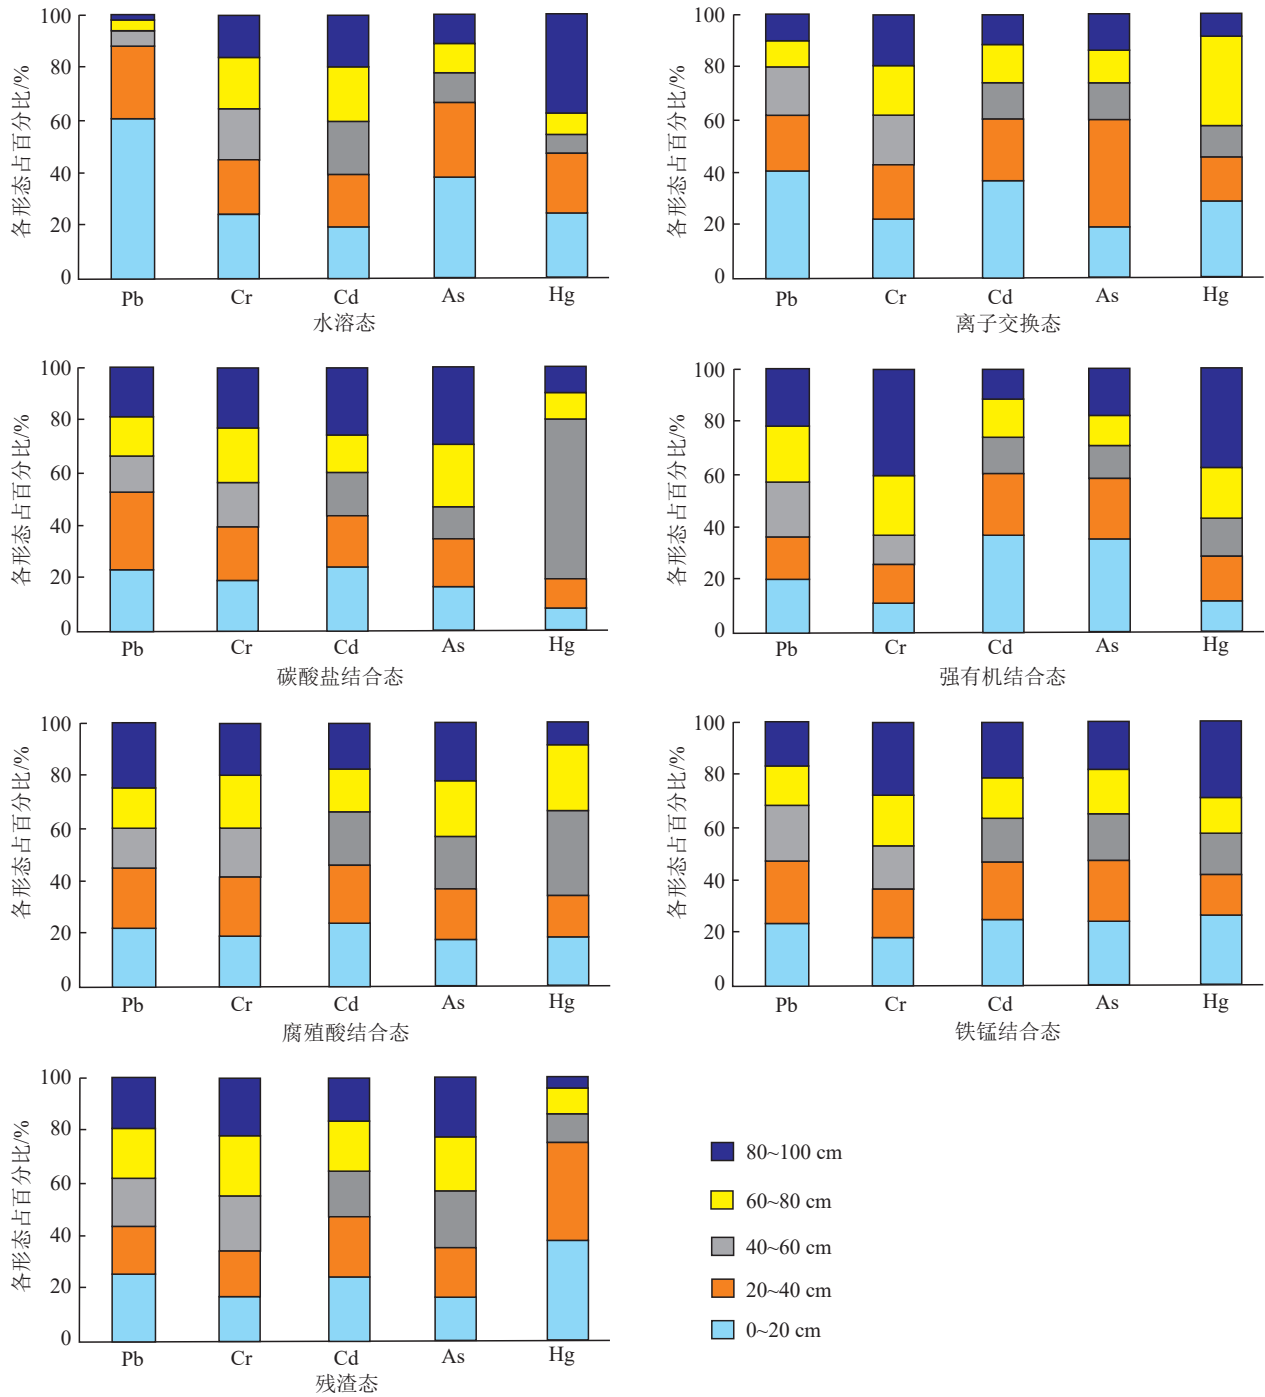 各形态占百分比/%
100
80
60
40
20
0
Pb
Cr
Cd
As
Hg
水溶态
各形态占百分比/%
100
80
60
40
20
0
Pb
Cr
Cd
As
Hg
离子交换态
各形态占百分比/%
100
80
60
40
20
0
Pb
Cr
Cd
As
Hg
碳酸盐结合态
各形态占百分比/%
100
80
60
40
20
0
Pb
Cr
Cd
As
Hg
强有机结合态
各形态占百分比/%
100
80
60
40
20
0
Pb
Cr
Cd
As
Hg
腐殖酸结合态
各形态占百分比/%
100
80
60
40
20
0
Pb
Cr
Cd
As
Hg
铁锰结合态
各形态占百分比/%
100
80
60
40
20
0
Pb
Cr
Cd
As
Hg
残渣态
80~100 cm
60~80 cm
40~60 cm
20~40 cm
0~20 cm